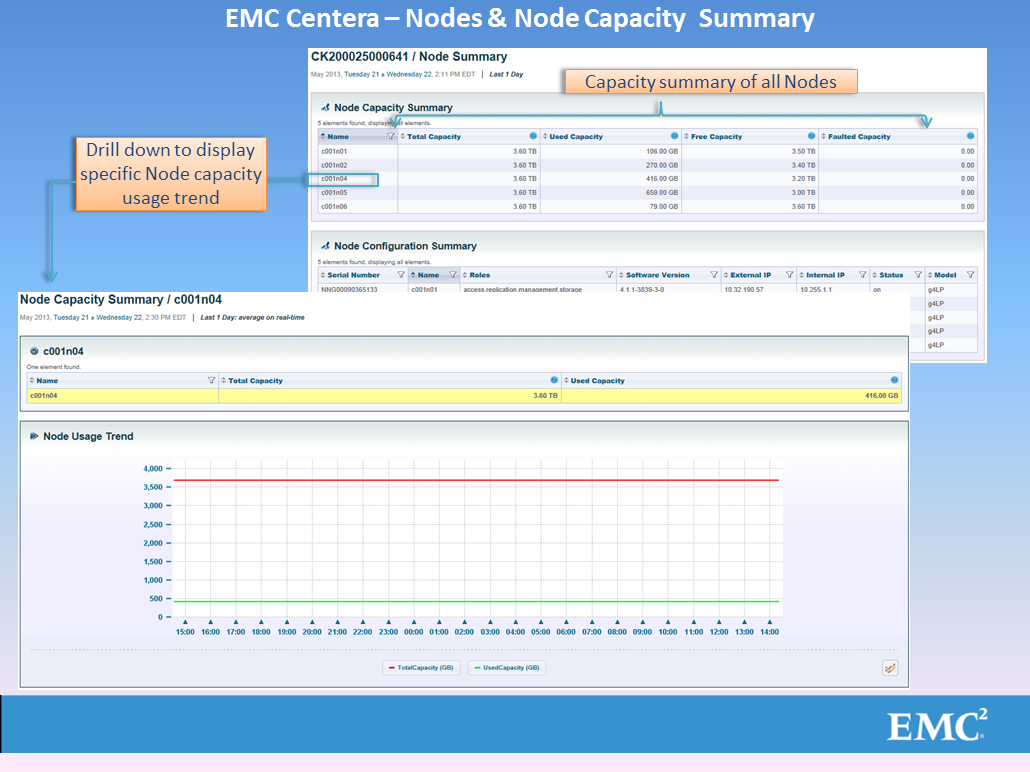 EMC Centera – Nodes & Node Capacity Summary
CK200025000641 / Node Summary
May 2013, Tuesday 21 » Wednesday 22, 2:11 PM EDT | Last 1 Day
Capacity summary of all Nodes
Node Capacity Summary
5 elements found, displaying all elements.
Name Total Capacity Used Capacity Free Capacity Faulted Capacity
c001n01 3.60 TB 106.00 GB 3.50 TB 0.00
c001n02 3.60 TB 270.00 GB 3.40 TB 0.00
c001n04 3.60 TB 416.00 GB 3.20 TB 0.00
c001n05 3.60 TB 659.00 GB 3.00 TB 0.00
c001n06 3.60 TB 79.00 GB 3.60 TB 0.00
Drill down to display
specific Node capacity
usage trend
Node Configuration Summary
5 elements found, displaying all elements.
Serial Number Name Roles Software Version External IP Internal IP Status Model
NNG00090365133 c001n01 access,replication,management,storage 4.1.1-3839-3-0 10.32.190.57 10.255.1.1 on g4LP
g4LP
g4LP
g4LP
g4LP
Node Capacity Summary / c001n04
May 2013, Tuesday 21 » Wednesday 22, 2:30 PM EDT | Last 1 Day: average on real-time
c001n04
One element found.
Name Total Capacity Used Capacity
c001n04 3.60 TB 416.00 GB
Node Usage Trend
4,000
3,500
3,000
2,500
2,000
1,500
1,000
500
0
15:00 16:00 17:00 18:00 19:00 20:00 21:00 22:00 23:00 00:00 01:00 02:00 03:00 04:00 05:00 06:00 07:00 08:00 09:00 10:00 11:00 12:00 13:00 14:00
TotalCapacity (GB) UsedCapacity (GB)
EMC²